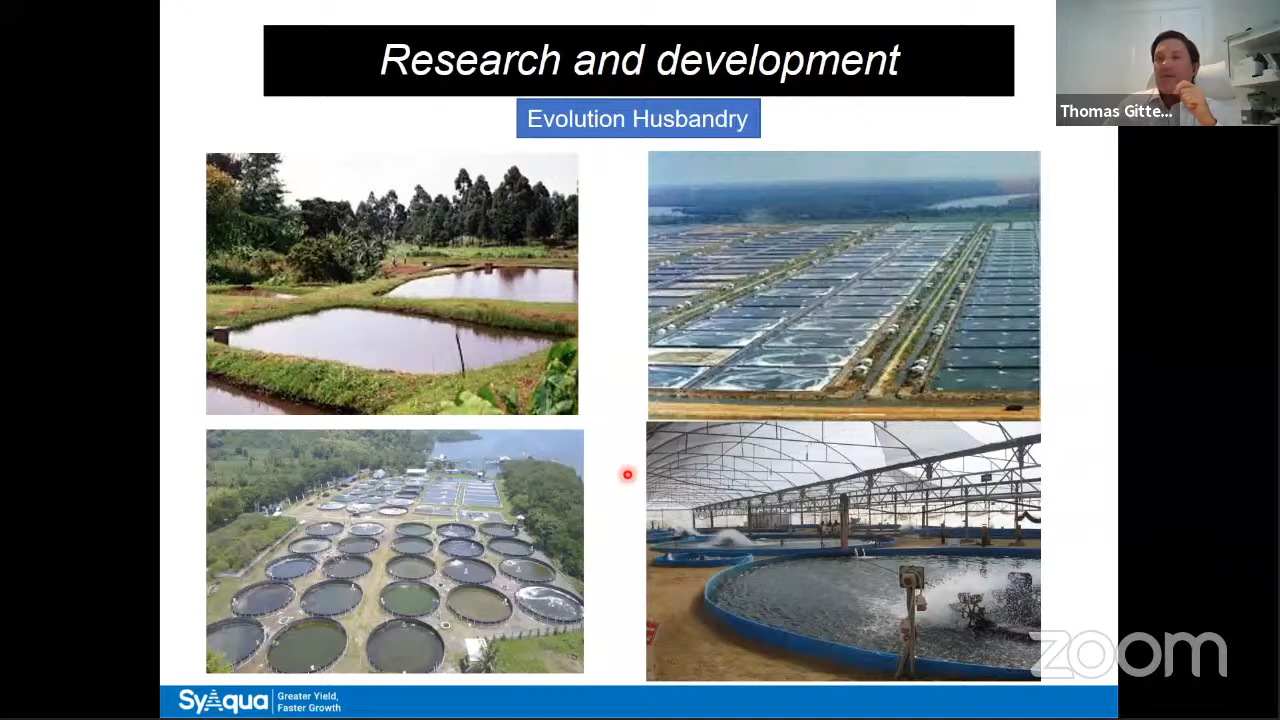 Research and development
Evolution Husbandry
Thomas Gitte...
SyAqua
Greater Yield,
Faster Growth
zoom